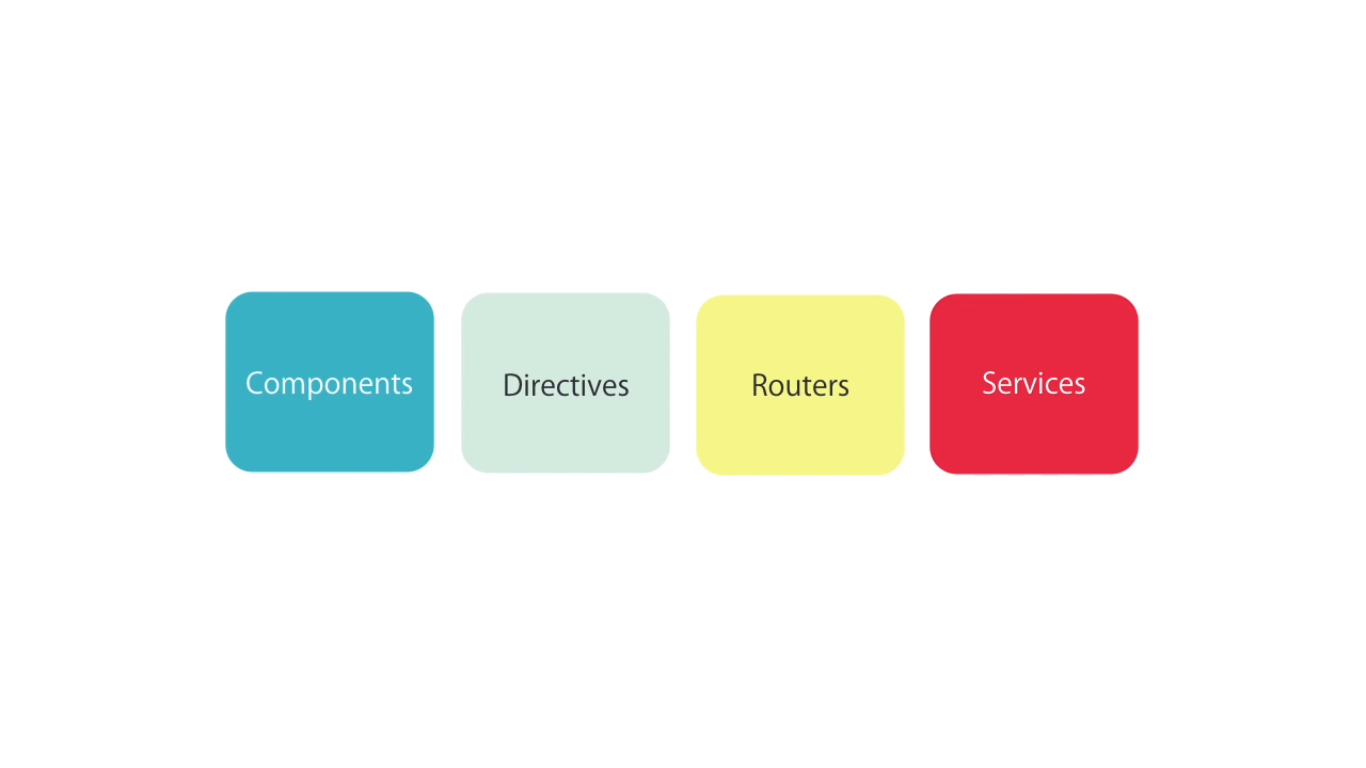 Components
Directives
Routers
Services